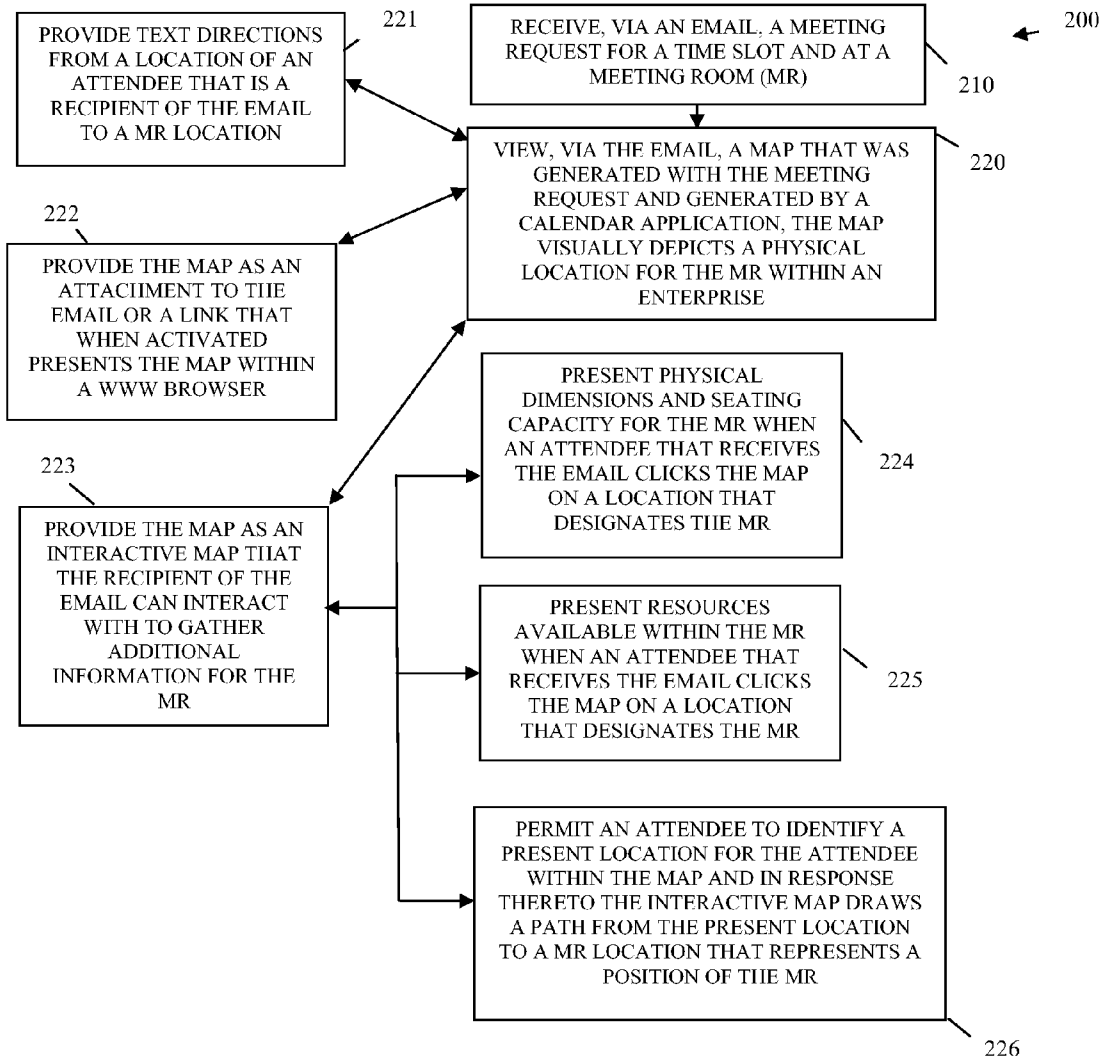 200
RECEIVE, VIA AN EMAIL, A MEETING
REQUEST FOR A TIME SLOT AND AT A
MEETING ROOM (MR)
210
221
PROVIDE TEXT DIRECTIONS
FROM A LOCATION OF AN
ATTENDEE THAT IS A
RECIPIENT OF THE EMAIL
TO A MR LOCATION
VIEW, VIA THE EMAIL, A MAP THAT WAS
GENERATED WITH THE MEETING
REQUEST AND GENERATED BY A
CALENDAR APPLICATION, THE MAP
VISUALLY DEPICTS A PHYSICAL
LOCATION FOR THE MR WITHIN AN
ENTERPRISE
220
222
PROVIDE THE MAP AS AN
ATTACHMENT TO THE
EMAIL OR A LINK THAT
WHEN ACTIVATED
PRESENTS THE MAP WITHIN
A WWW BROWSER
223
PROVIDE THE MAP AS AN
INTERACTIVE MAP THAT
THE RECIPIENT OF THE
EMAIL CAN INTERACT
WITH TO GATHER
ADDITIONAL
INFORMATION FOR THE
MR
PRESENT PHYSICAL
DIMENSIONS AND SEATING
CAPACITY FOR THE MR WHEN
AN ATTENDEE THAT RECEIVES
THE EMAIL CLICKS THE MAP
ON A LOCATION THAT
DESIGNATES THE MR
224
PRESENT RESOURCES
AVAILABLE WITHIN THE MR
WHEN AN ATTENDEE THAT
RECEIVES THE EMAIL CLICKS
THE MAP ON A LOCATION
THAT DESIGNATES THE MR
225
PERMIT AN ATTENDEE TO IDENTIFY A
PRESENT LOCATION FOR THE ATTENDEE
WITHIN THE MAP AND IN RESPONSE
THERETO THE INTERACTIVE MAP DRAWS
A PATH FROM THE PRESENT LOCATION
TO A MR LOCATION THAT REPRESENTS A
POSITION OF THE MR
226